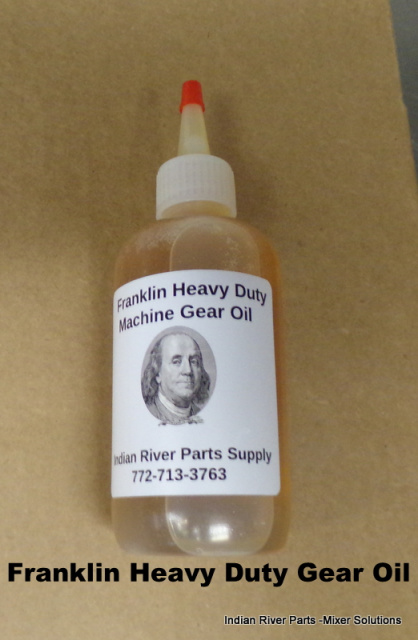 Franklin Heavy Duty
Machine Gear Oil
Indian River Parts Supply
772-713-3763
Franklin Heavy Duty Gear Oil
Indian River Parts -Mixer Solutions